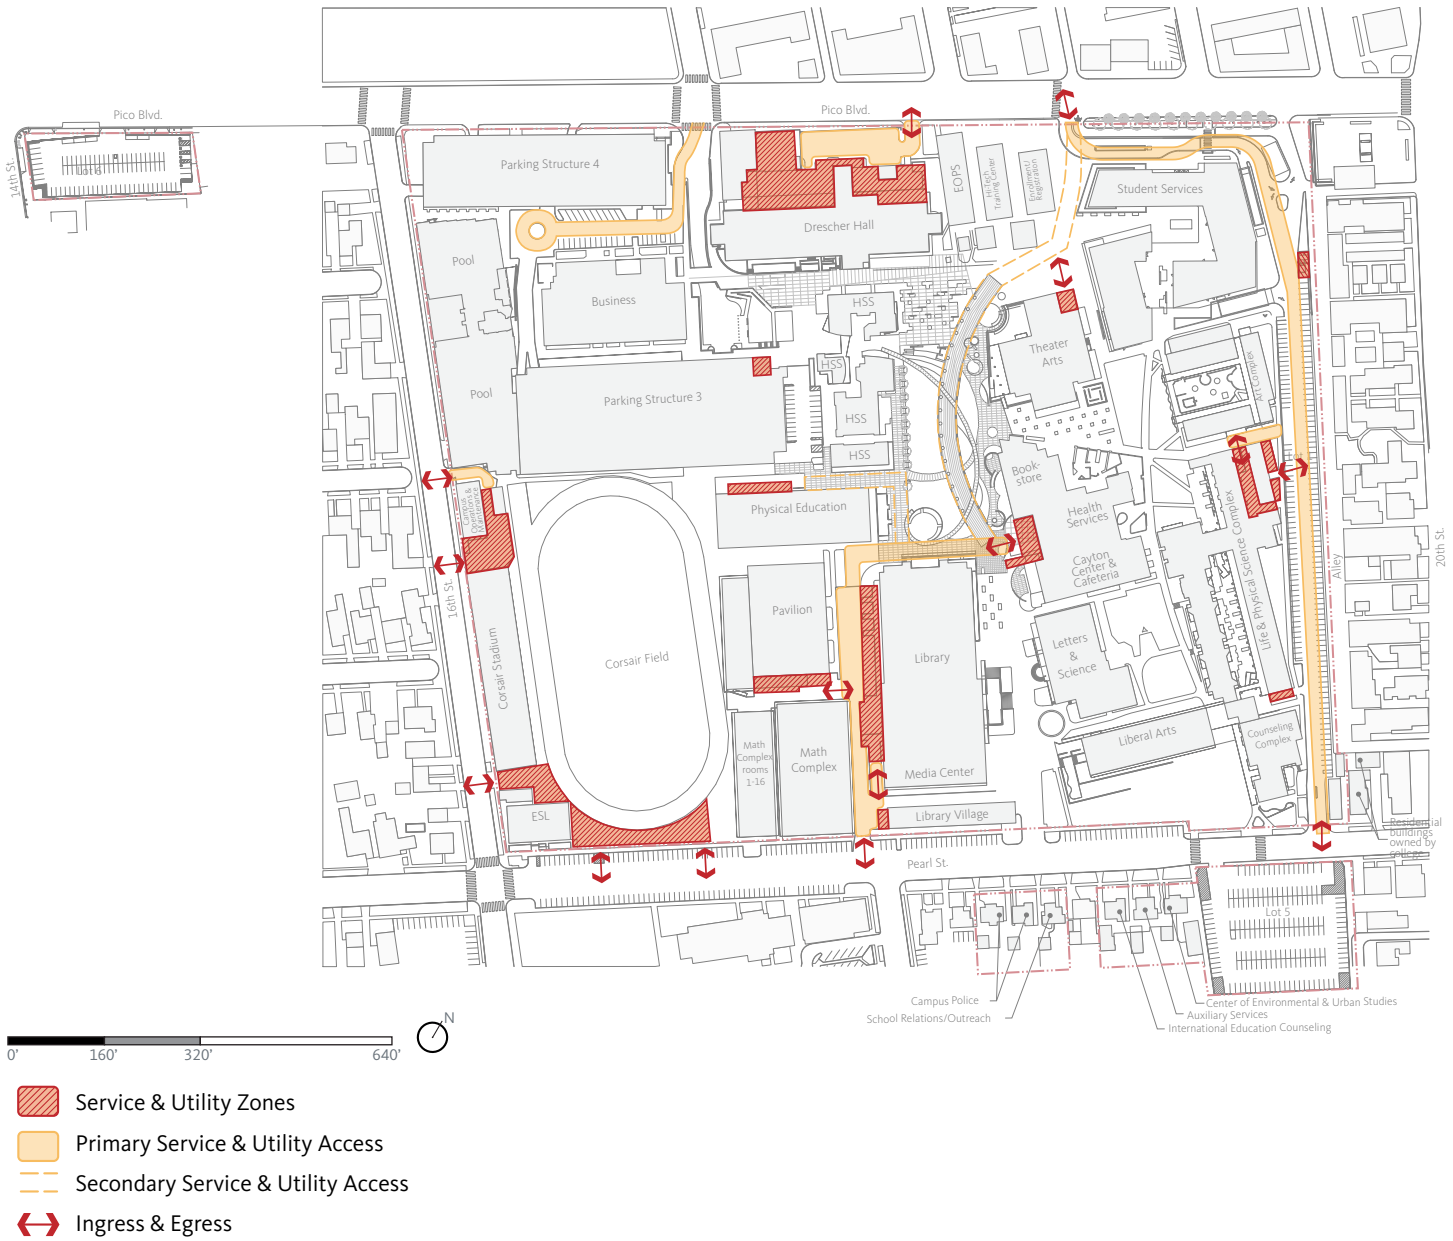 Pico Blvd.
Pico Blvd.
14th St.
Lot 6
Parking Structure 4
EOPS
Hi-Tech
Training Center
Enrollment
Registration
Student Services
Drescher Hall
Pool
Business
HSS
Theater
Arts
HSS
Art Complex
Pool
Parking Structure 3
HSS
HSS
Book-
store
Campus
Operations &
Maintenance
Physical Education
Health
Services
Cayton
Center &
Cafeteria
Life & Physical Science Complex
Alley
20th St.
16th St.
Pavilion
Corsair Stadium
Corsair Field
Library
Letters
&
Science
Math
Complex
rooms
1-16
Math
Complex
Liberal Arts
Counseling
Complex
Media Center
ESL
Library Village
Residential
buildings
owned by
college
Pearl St.
Lot 5
Campus Police
School Relations/Outreach
Center of Environmental & Urban Studies
Auxiliary Services
International Education Counseling
N
0'
160'
320'
640'
Service & Utility Zones
Primary Service & Utility Access
Secondary Service & Utility Access
Ingress & Egress